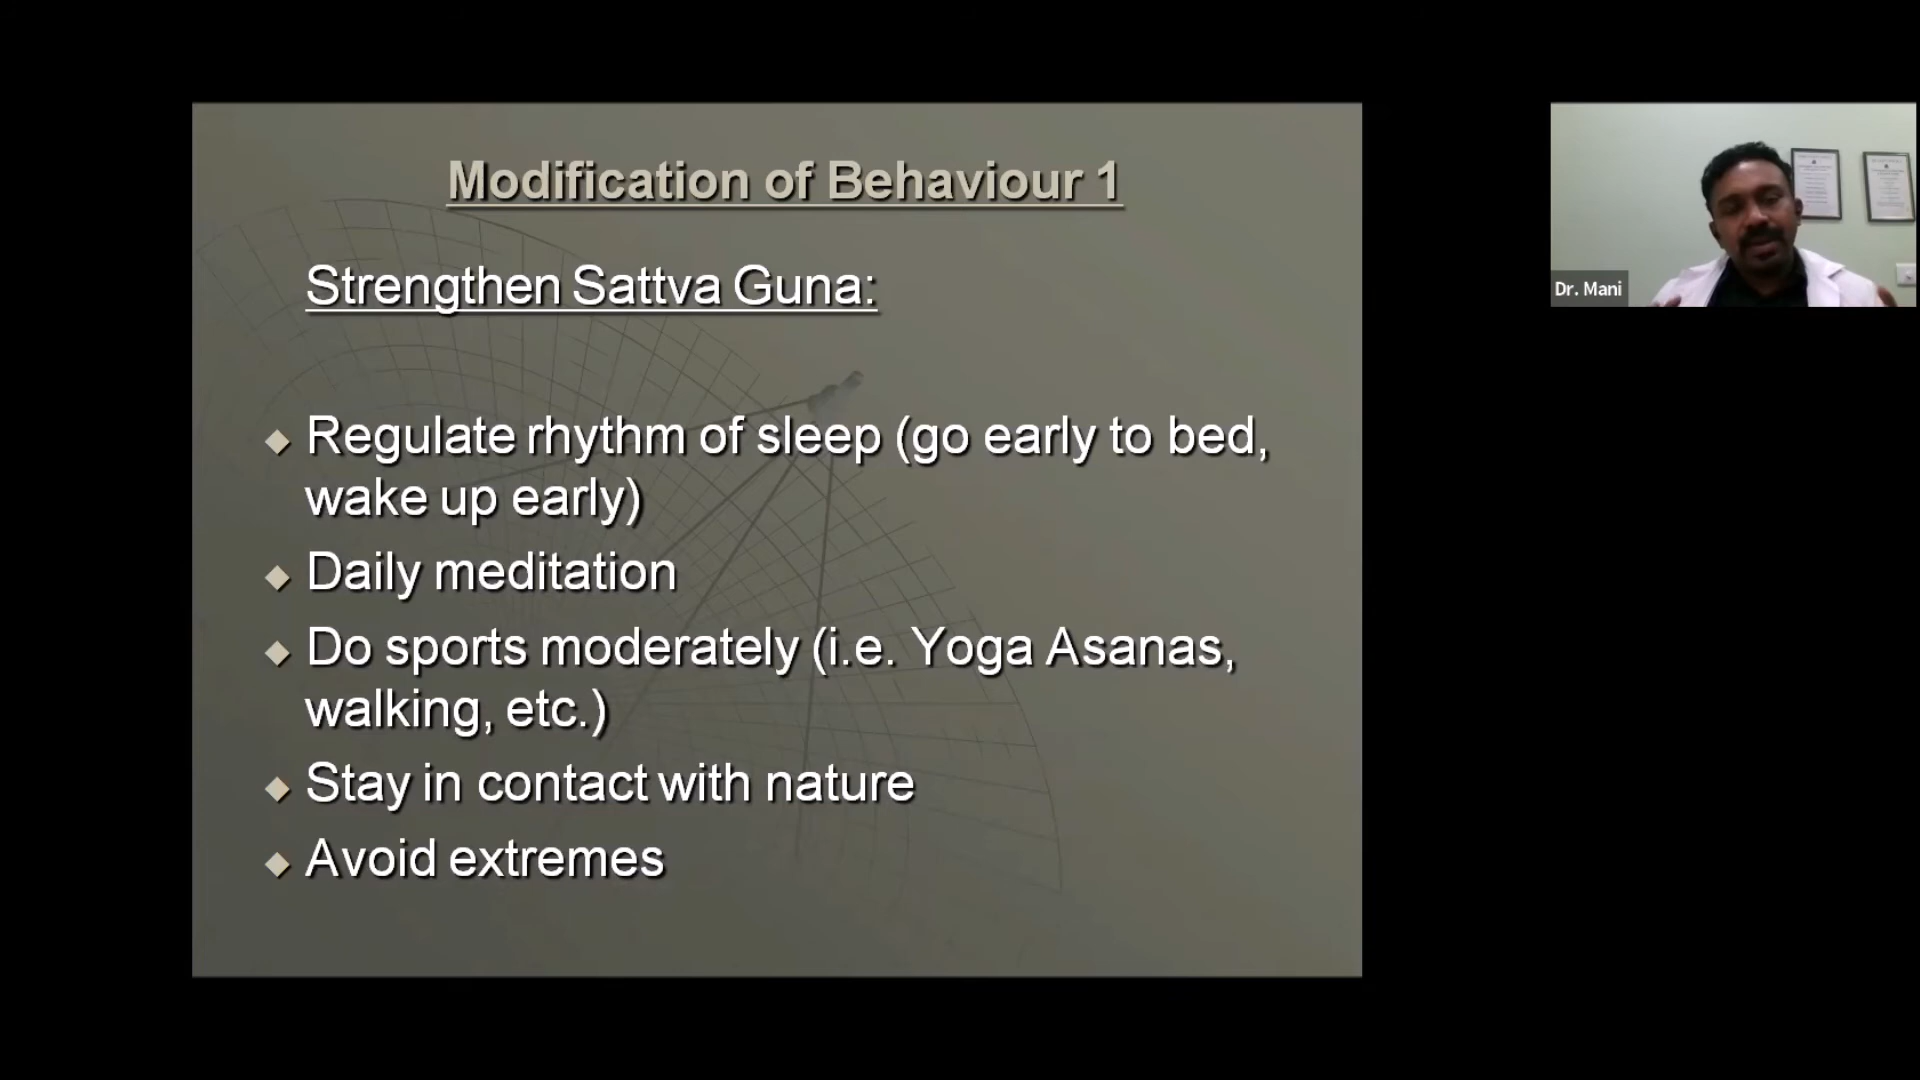 Modification of Behaviour 1
Strengthen Sattva Guna:
Regulate rhythm of sleep (go early to bed,
wake up early)
Daily meditation
Do sports moderately (i.e. Yoga Asanas,
walking, etc.)
Stay in contact with nature
Avoid extremes
Dr. Mani